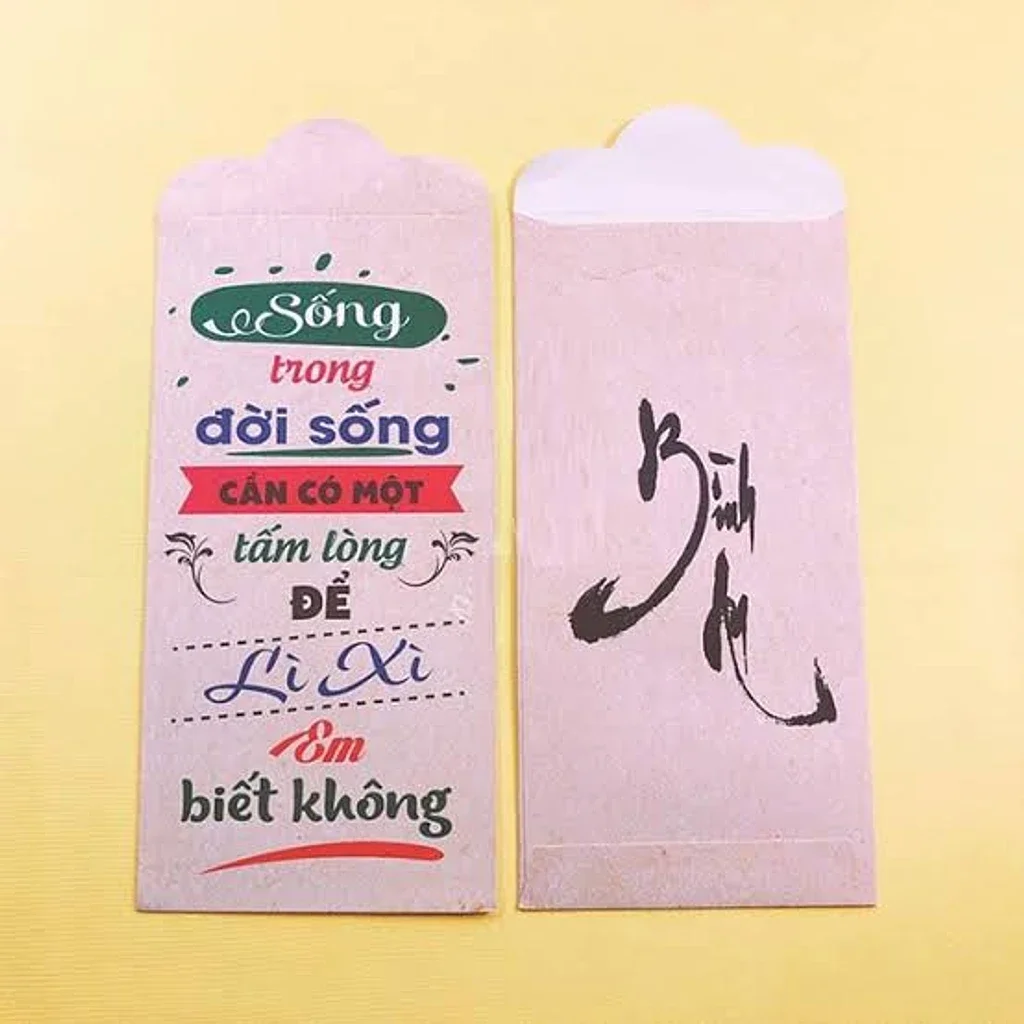 Sống
trong
đời sống
CẦN CÓ MỘT
tấm lòng
ĐỂ
Lì Xì
Em
biết không
Bình
An